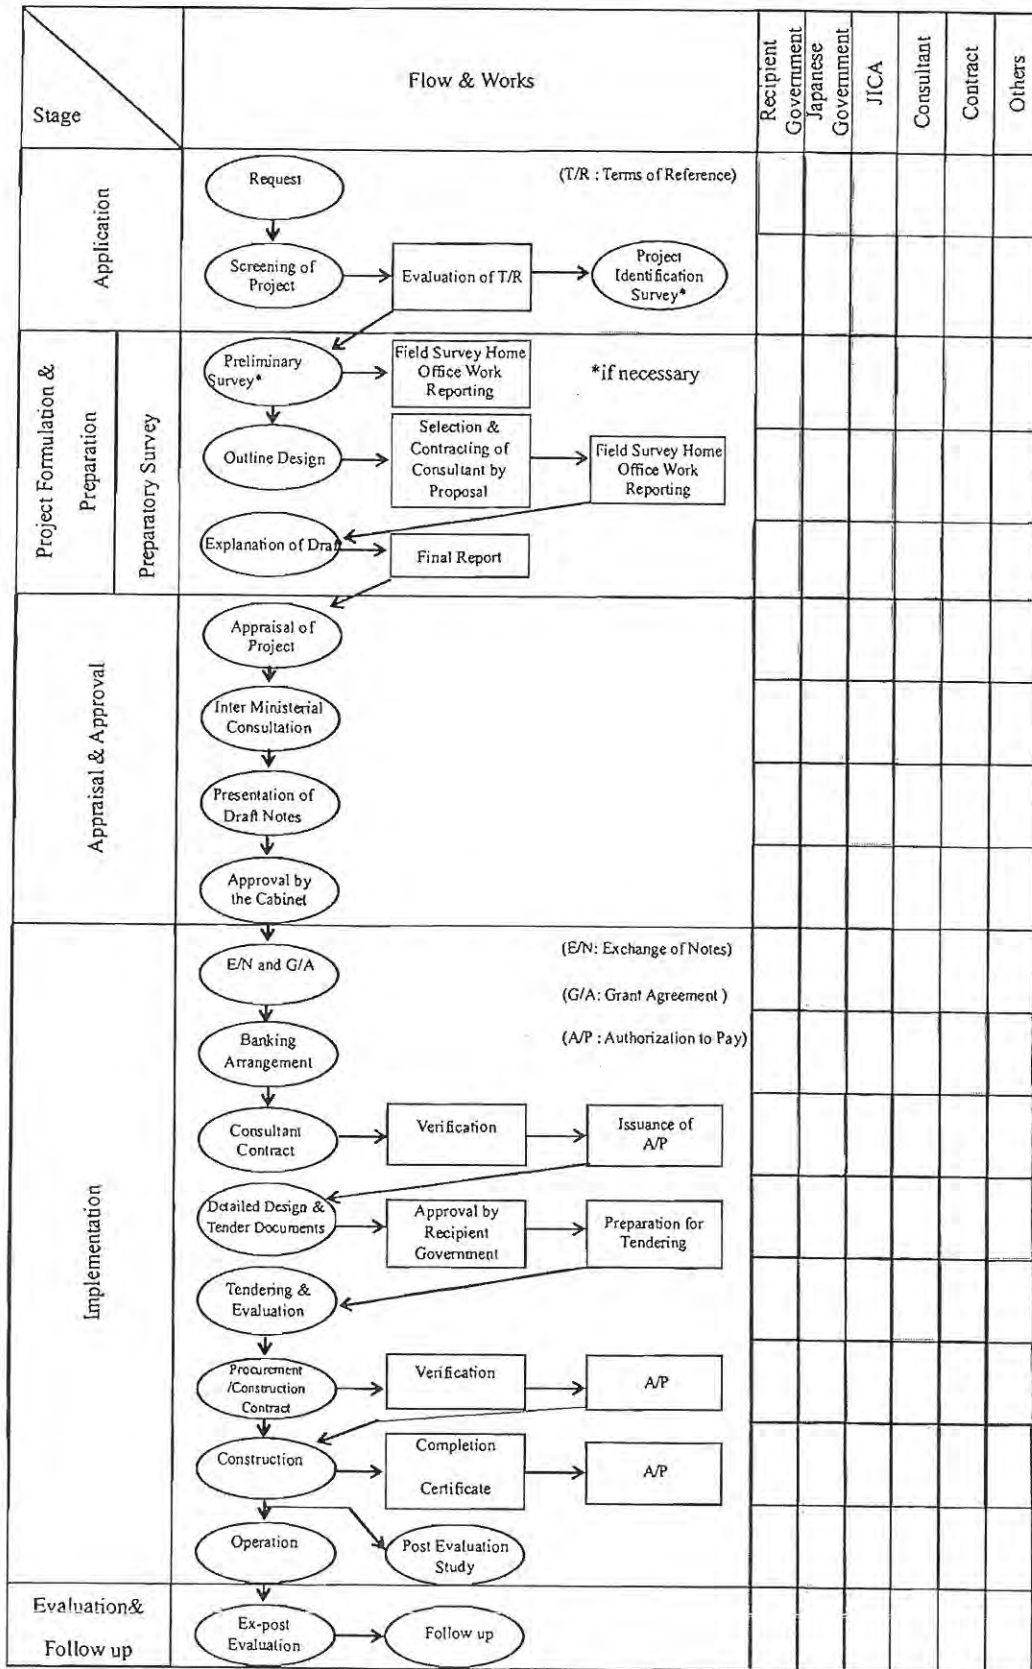 Stage
Flow & Works
Recipient
Government
Japanese
Government
JICA
Consultant
Contract
Others
Application
Request
(T/R : Terms of Reference)
Screening of
Project
Evaluation of T/R
Project
Identification
Survey*
Project Formulation &
Preparation
Preparatory Survey
Preliminary
Survey*
Field Survey Home
Office Work
Reporting
*if necessary
Outline Design
Selection &
Contracting of
Consultant by
Proposal
Field Survey Home
Office Work
Reporting
Explanation of Draft
Final Report
Appraisal & Approval
Appraisal of
Project
Inter Ministerial
Consultation
Presentation of
Draft Notes
Approval by
the Cabinet
Implementation
E/N and G/A
(E/N: Exchange of Notes)
(G/A: Grant Agreement )
(A/P : Authorization to Pay)
Banking
Arrangement
Consultant
Contract
Verification
Issuance of
A/P
Detailed Design &
Tender Documents
Approval by
Recipient
Government
Preparation for
Tendering
Tendering &
Evaluation
Procurement
/Construction
Contract
Verification
A/P
Construction
Completion
Certificate
A/P
Operation
Post Evaluation
Study
Evaluation&
Follow up
Ex-post
Evaluation
Follow up